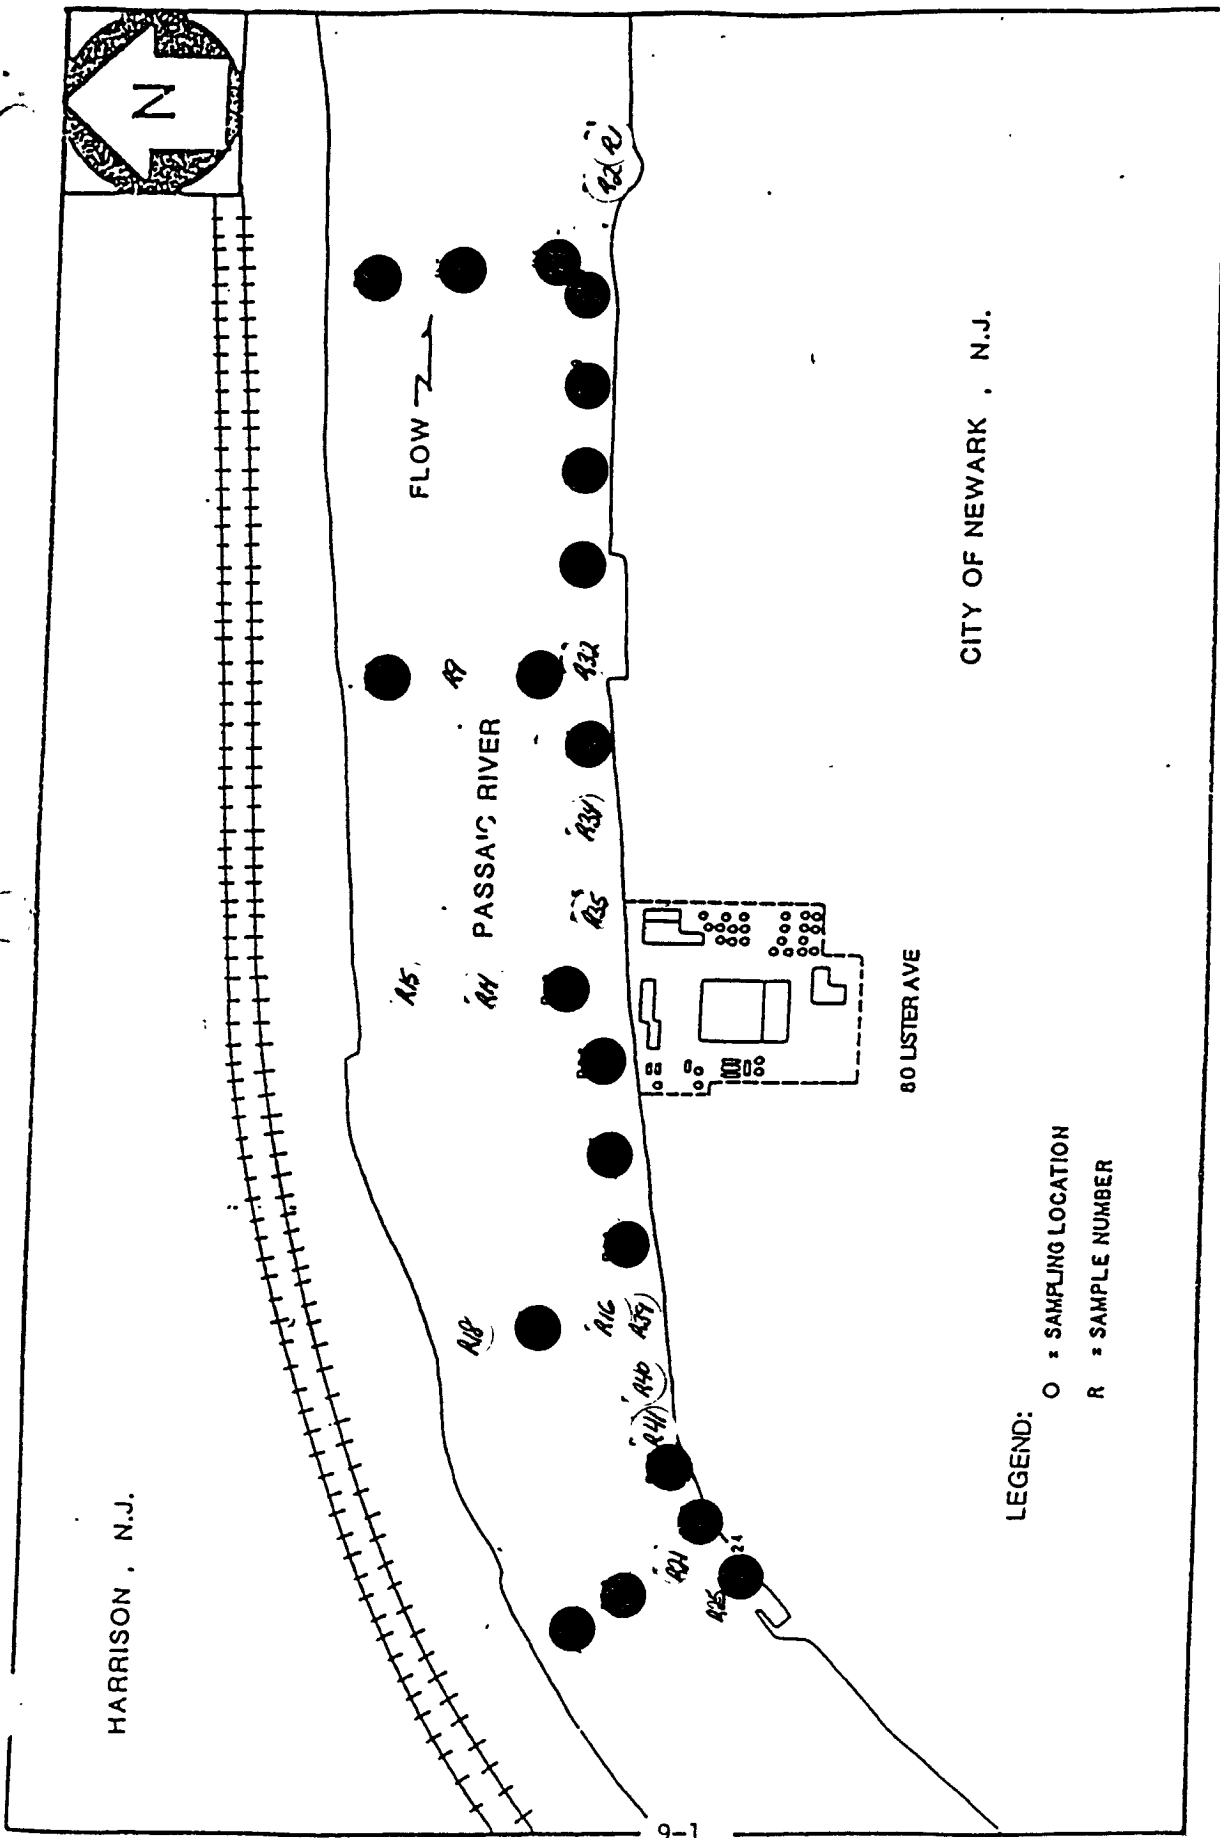 N
HARRISON , N.J.
FLOW
PASSAIC RIVER
R2
R1
R9
R32
R34
R35
R15
R14
R18
R16
R39
R40
R41
R21
24
R25
80 LISTER AVE
CITY OF NEWARK , N.J.
LEGEND:
O = SAMPLING LOCATION
R = SAMPLE NUMBER
9-1